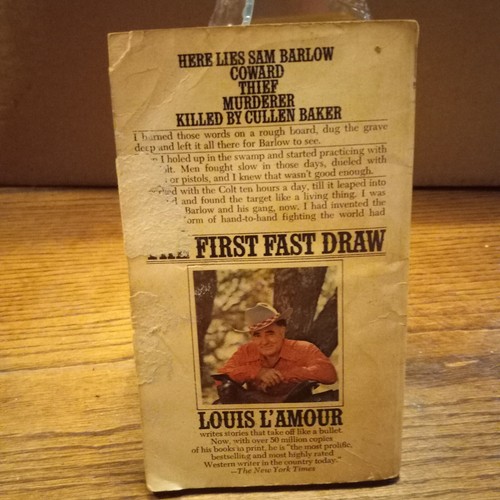 HERE LIES SAM BARLOW
COWARD
THIEF
MURDERER
KILLED BY CULLEN BAKER
I burned those words on a rough board, dug the grave
deep and left it all there for Barlow to see.
I holed up in the swamp and started practicing with
Men fought slow in those days, dueled with
or pistols, and I knew that wasn't good enough.
with the Colt ten hours a day, till it leaped into
and found the target like a living thing. I was
Barlow and his gang, now. I had invented the
form of hand-to-hand fighting the world had
THE FIRST FAST DRAW
LOUIS L'AMOUR
writes stories that take off like a bullet.
Now, with over 50 million copies
of his books in print, he is "the most prolific,
bestselling and most highly rated
Western writer in the country today."
--The New York Times